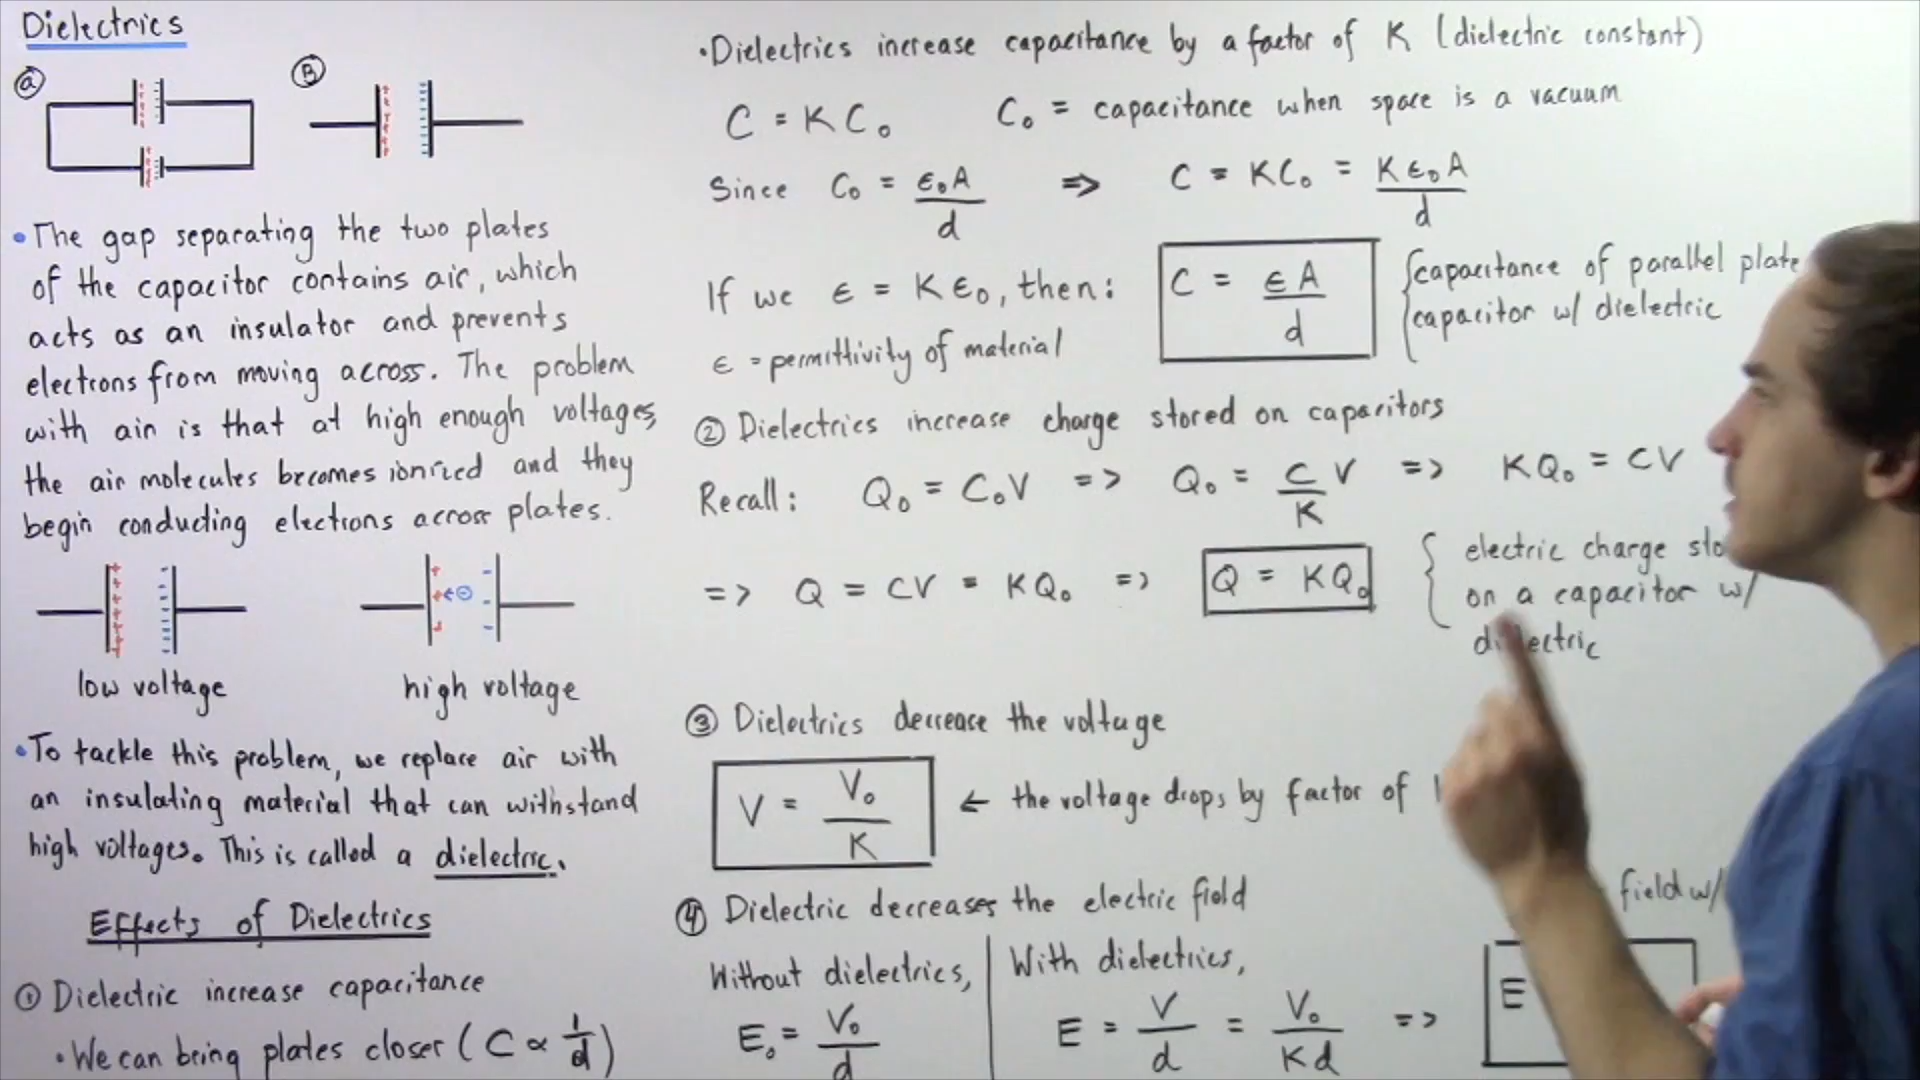 Dielectrics
a
B
• The gap separating the two plates
of the capacitor contains air, which
acts as an insulator and prevents
electrons from moving across. The problem
with air is that at high enough voltages,
the air molecules becomes ionized and they
begin conducting electrons across plates.
low voltage
high voltage
• To tackle this problem, we replace air with
an insulating material that can withstand
high voltages. This is called a dielectric.
Effects of Dielectrics
① Dielectric increase capacitance
• We can bring plates closer (C ∝ 1/d)
• Dielectrics increase capacitance by a factor of K (dielectric constant)
C = KC₀ C₀ = capacitance when space is a vacuum
Since C₀ = ϵ₀A/d => C = KC₀ = Kϵ₀A/d
If we ϵ = Kϵ₀, then: C = ϵA/d
ϵ = permittivity of material
{capacitance of parallel plate
capacitor w/ dielectric
② Dielectrics increase charge stored on capacitors
Recall: Q₀ = C₀V => Q₀ = C/K V => KQ₀ = CV
=> Q = CV = KQ₀ => Q = KQ₀
{electric charge
on a capacitor w/
dielectric
③ Dielectrics decrease the voltage
V = V₀/K ← the voltage drops by factor of
④ Dielectric decreases the electric field
field w/
Without dielectrics,
E₀ = V₀/d
With dielectrics,
E = V/d = V₀/Kd => E